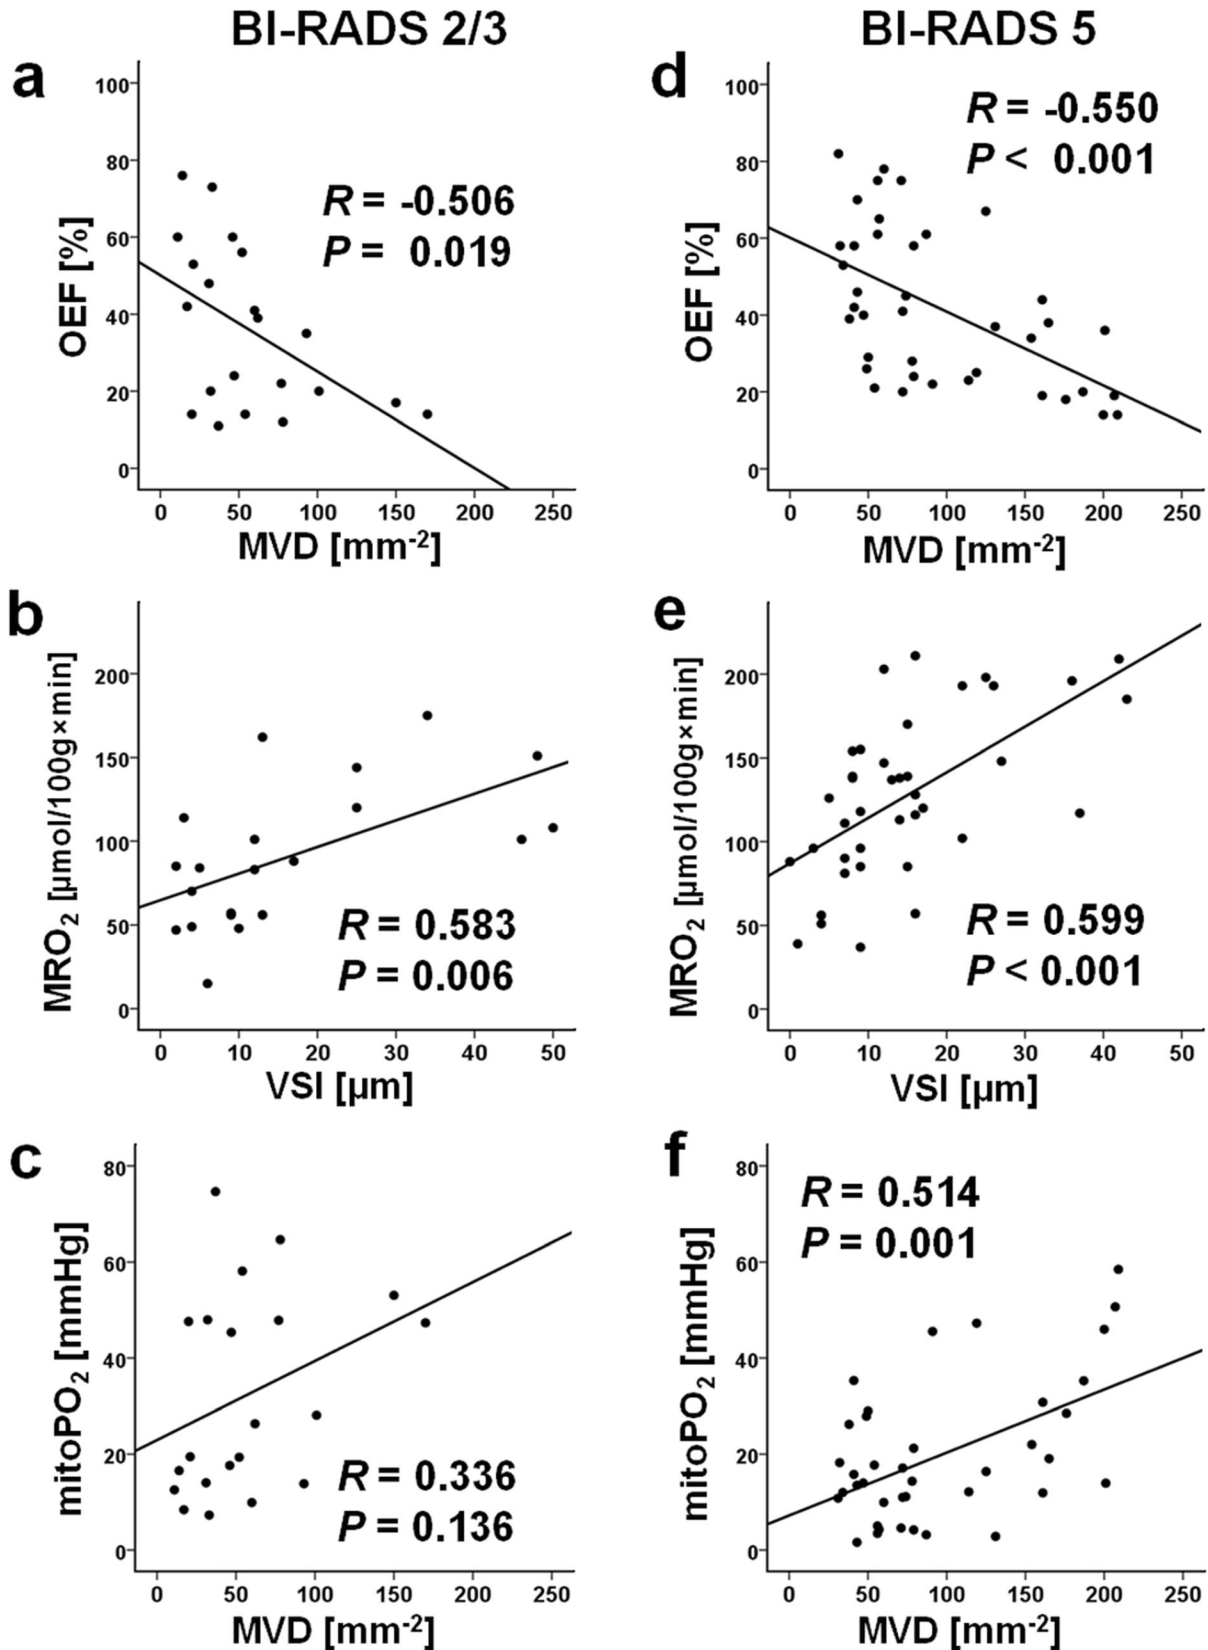 BI-RADS 2/3
BI-RADS 5
a
R = -0.506
P = 0.019
OEF [%]
100
80
60
40
20
0
0 50 100 150 200 250
MVD [mm-2]
d
R = -0.550
P < 0.001
OEF [%]
100
80
60
40
20
0
0 50 100 150 200 250
MVD [mm-2]
b
MRO2 [µmol/100g×min]
200
150
100
50
0
R = 0.583
P = 0.006
0 10 20 30 40 50
VSI [µm]
e
MRO2 [µmol/100g×min]
200
150
100
50
0
R = 0.599
P < 0.001
0 10 20 30 40 50
VSI [µm]
c
mitoPO2 [mmHg]
80
60
40
20
0
R = 0.336
P = 0.136
0 50 100 150 200 250
MVD [mm-2]
f
R = 0.514
P = 0.001
mitoPO2 [mmHg]
80
60
40
20
0
0 50 100 150 200 250
MVD [mm-2]